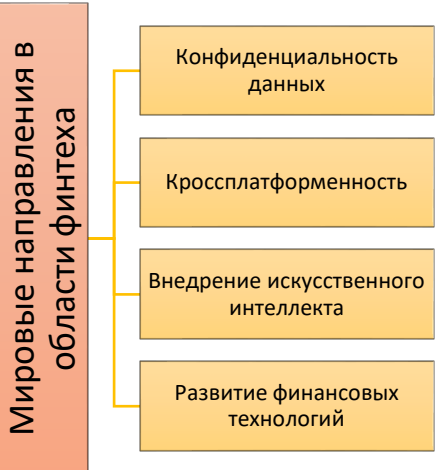 Мировые направления в
области финтеха
Конфиденциальность
данных
Кроссплатформенность
Внедрение искусственного
интеллекта
Развитие финансовых
технологий